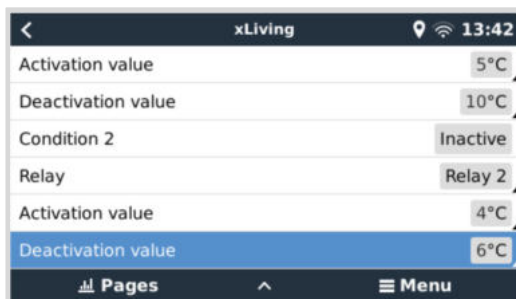 xLiving 13:42
Activation value 5°C
Deactivation value 10°C
Condition 2 Inactive
Relay Relay 2
Activation value 4°C
Deactivation value 6°C
Pages Menu